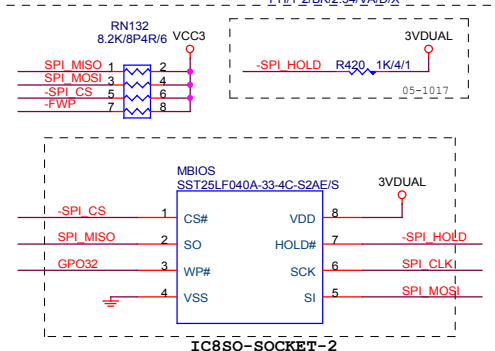 RN132
8.2K/8P4R/6
VCC3
SPI_MISO 1 2
SPI_MOSI 3 4
-SPI_CS 5 6
-FWP 7 8
3VDUAL
-SPI_HOLD R420 1K/4/1
05-1017
MBIOS
SST25LF040A-33-4C-S2AE/S
3VDUAL
-SPI_CS 1 CS# VDD 8
SPI_MISO 2 SO HOLD# 7 -SPI_HOLD
GPO32 3 WP# SCK 6 SPI_CLK
4 VSS SI 5 SPI_MOSI
IC8SO-SOCKET-2